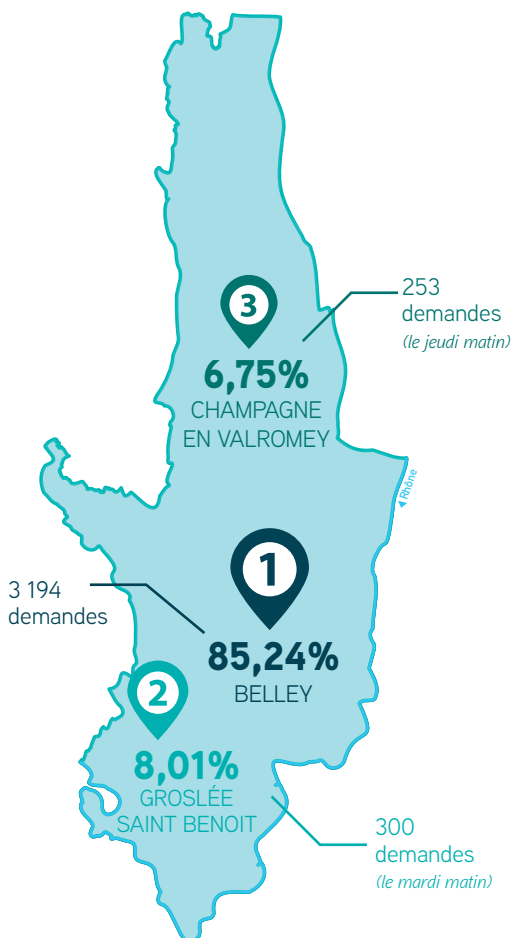 3
253
demandes
(le jeudi matin)
6,75%
CHAMPAGNE
EN VALROMEY
Rhône
1
3 194
demandes
85,24%
BELLEY
2
8,01%
GROSLÉE
SAINT BENOIT
300
demandes
(le mardi matin)